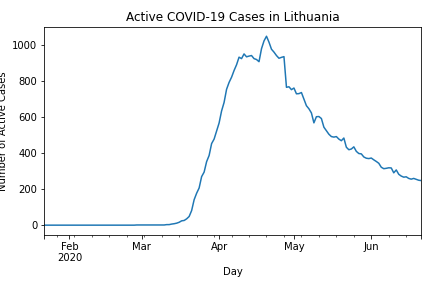 Active COVID-19 Cases in Lithuania
Number of Active Cases
1000
800
600
400
200
0
Feb
2020
Mar
Apr
May
Jun
Day